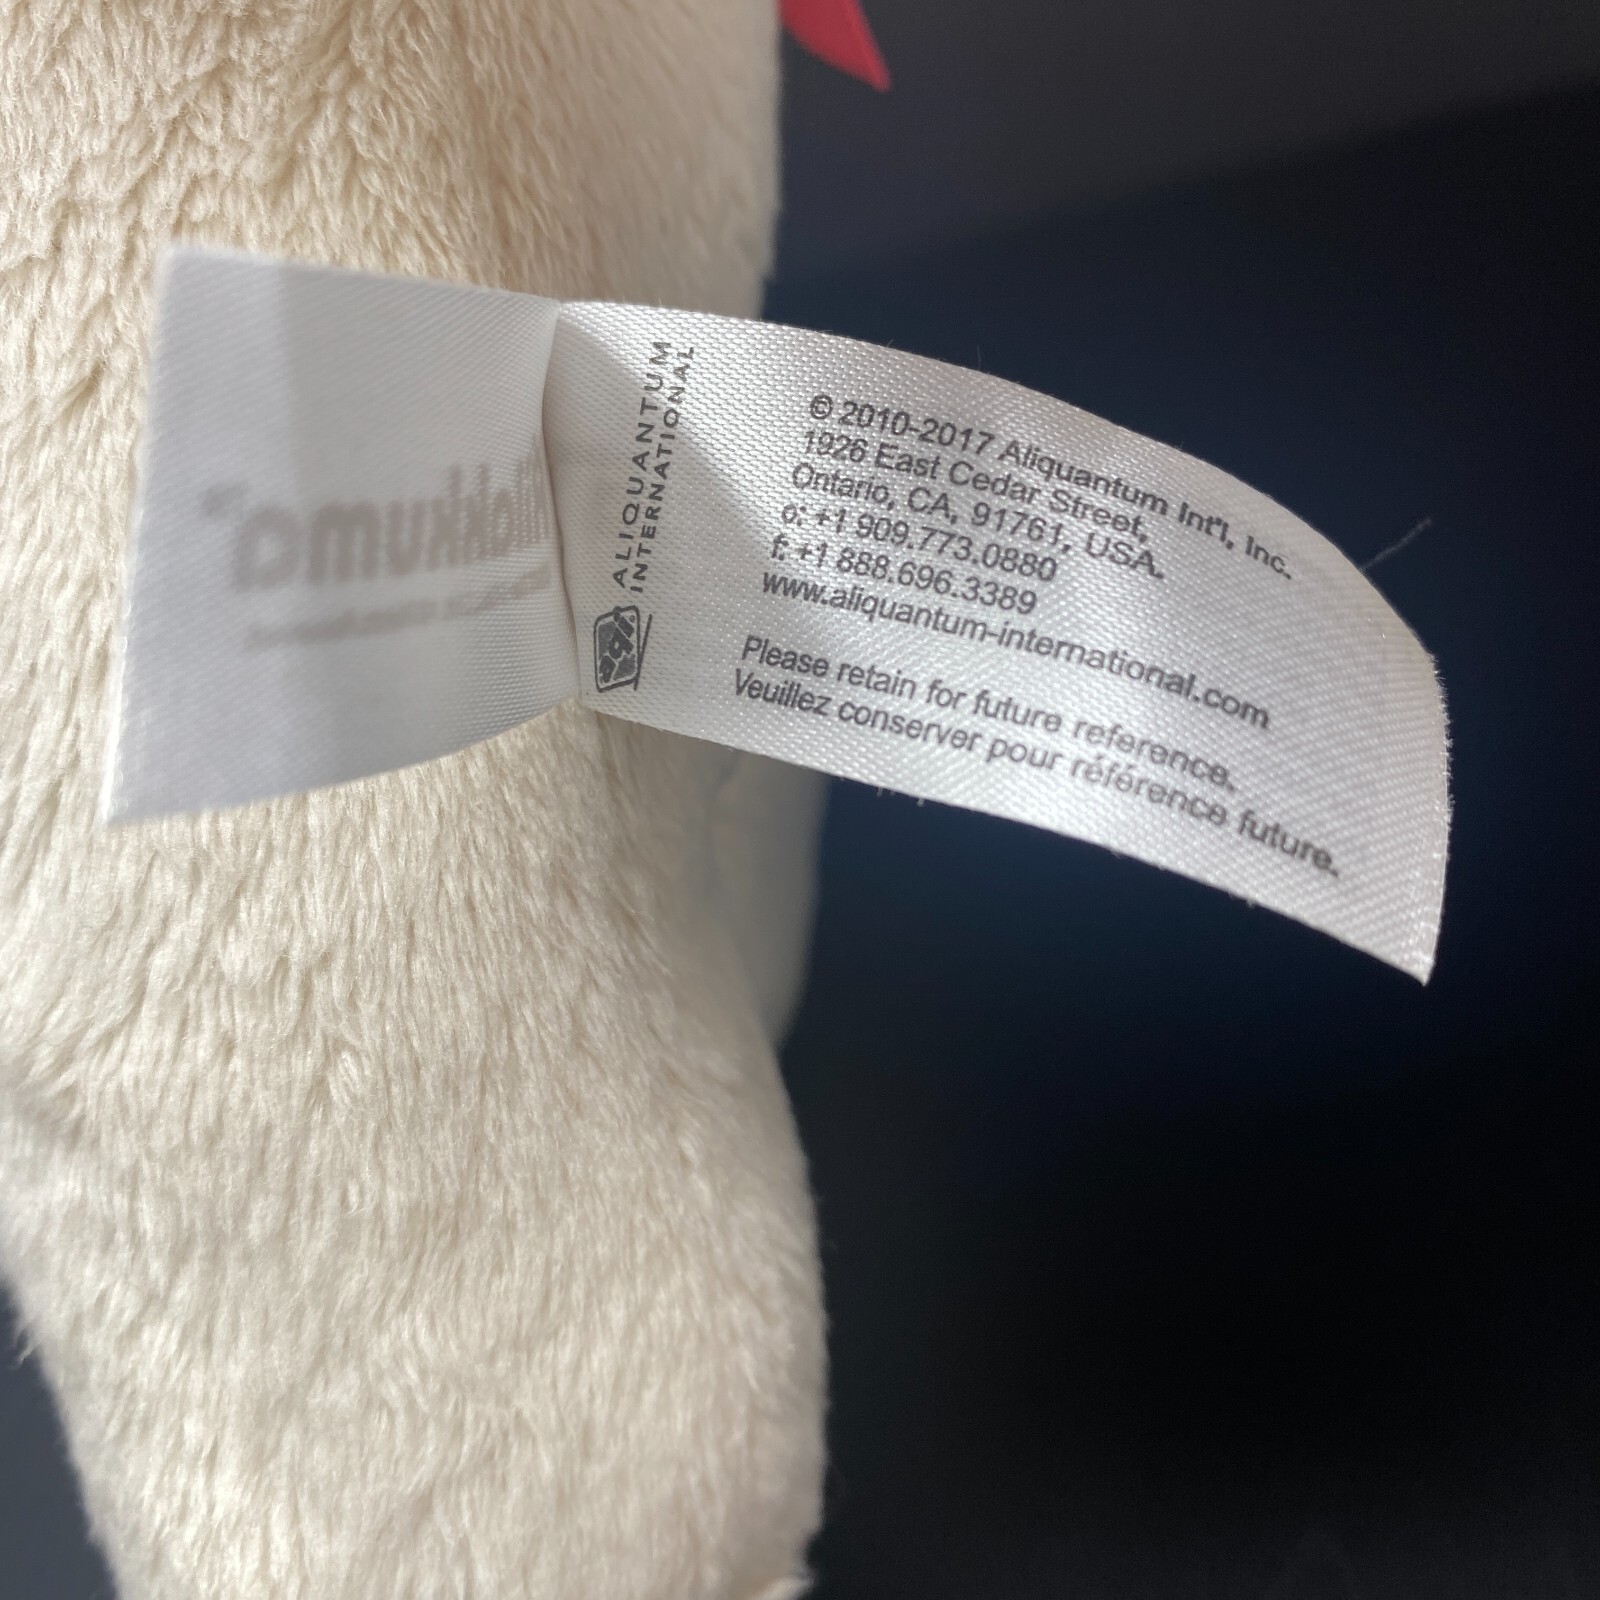 ALIQUANTUM
INTERNATIONAL
© 2010-2017 Aliquantum Int'l, Inc.
1926 East Cedar Street,
Ontario, CA, 91761, USA.
o: +1 909.773.0880
f: +1 888.696.3389
www.aliquantum-international.com
Please retain for future reference.
Veuillez conserver pour référence future.